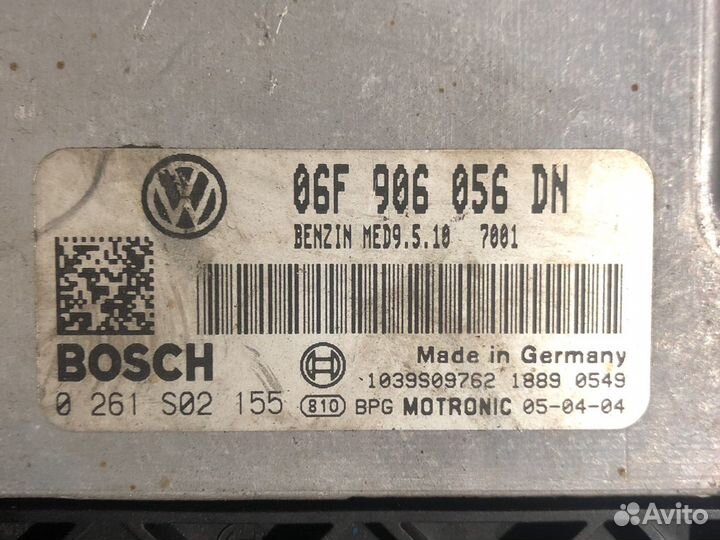 06F 906 056 DN
BENZIN MED9.5.10 7001
BOSCH
Made in Germany
1039S09762 1889 0549
0 261 S02 155 810 BPG MOTRONIC 05-04-04
Avito